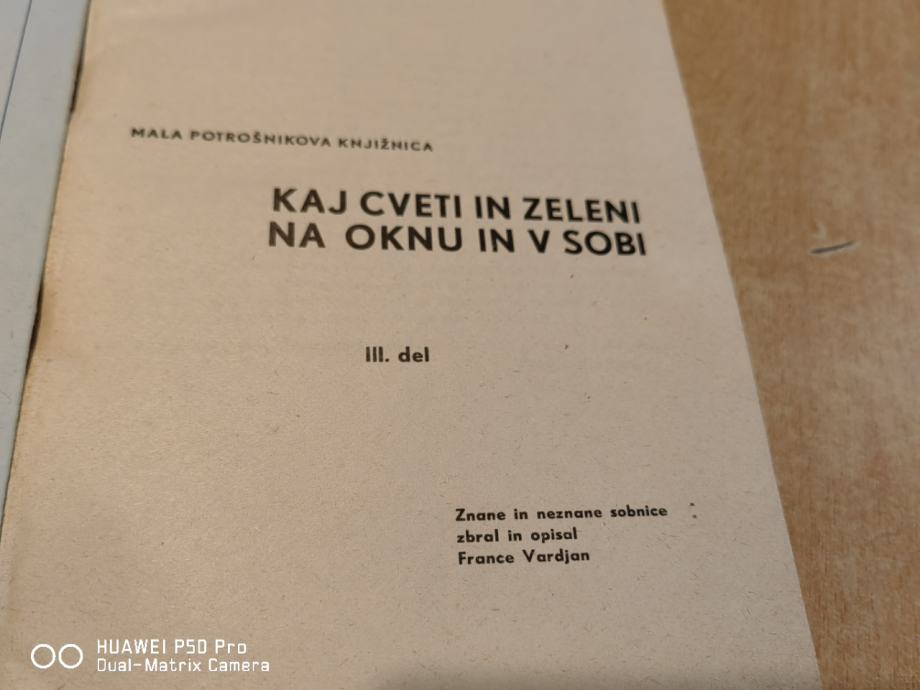 MALA POTROŠNIKOVA KNJIŽNICA
KAJ CVETI IN ZELENI
NA OKNU IN V SOBI
III. del
Znane in neznane sobnice
zbral in opisal
France Vardjan
HUAWEI P50 Pro
Dual-Matrix Camera